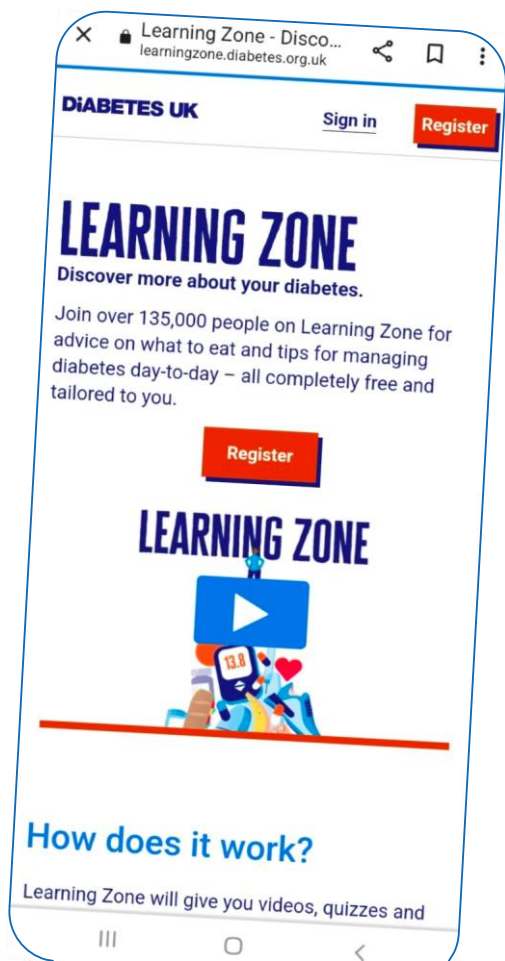 Learning Zone - Disco...
learningzone.diabetes.org.uk
DiABETES UK
Sign in
Register
LEARNING ZONE
Discover more about your diabetes.
Join over 135,000 people on Learning Zone for
advice on what to eat and tips for managing
diabetes day-to-day – all completely free and
tailored to you.
Register
LEARNING ZONE
13.8
How does it work?
Learning Zone will give you videos, quizzes and